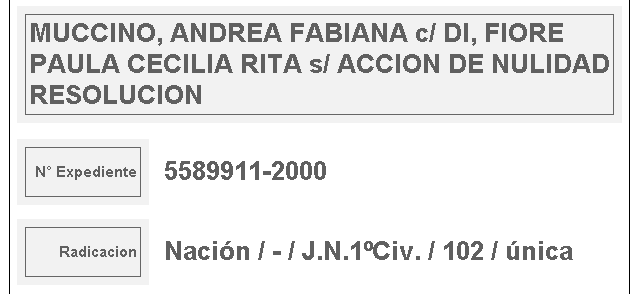 MUCCINO, ANDREA FABIANA c/ DI, FIORE
PAULA CECILIA RITA s/ ACCION DE NULIDAD
RESOLUCION
N° Expediente 5589911-2000
Radicacion Nación / - / J.N.1ºCiv. / 102 / única